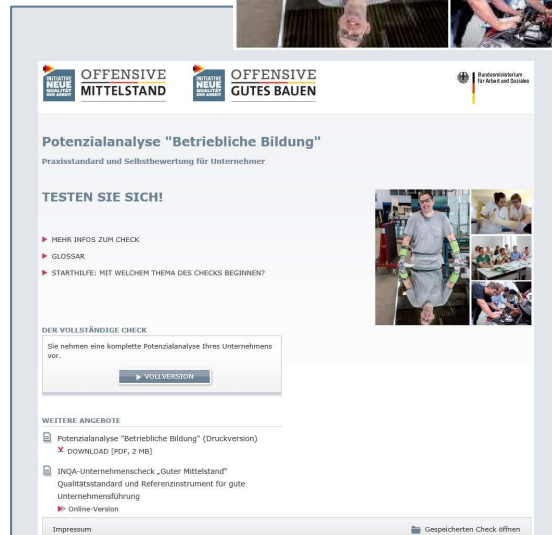 INITIATIVE
NEUE
QUALITÄT
DER ARBEIT
OFFENSIVE
MITTELSTAND
INITIATIVE
NEUE
QUALITÄT
DER ARBEIT
OFFENSIVE
GUTES BAUEN
Bundesministerium
für Arbeit und Soziales
Potenzialanalyse "Betriebliche Bildung"
Praxisstandard und Selbstbewertung für Unternehmer
TESTEN SIE SICH!
MEHR INFOS ZUM CHECK
GLOSSAR
STARTHILFE: MIT WELCHEM THEMA DES CHECKS BEGINNEN?
DER VOLLSTÄNDIGE CHECK
Sie nehmen eine komplette Potenzialanalyse Ihres Unternehmens
vor.
VOLLVERSION
WEITERE ANGEBOTE
Potenzialanalyse "Betriebliche Bildung" (Druckversion)
DOWNLOAD [PDF, 2 MB]
INQA-Unternehmenscheck „Guter Mittelstand"
Qualitätsstandard und Referenzinstrument für gute
Unternehmensführung
Online-Version
Impressum
Gespeicherten Check öffnen